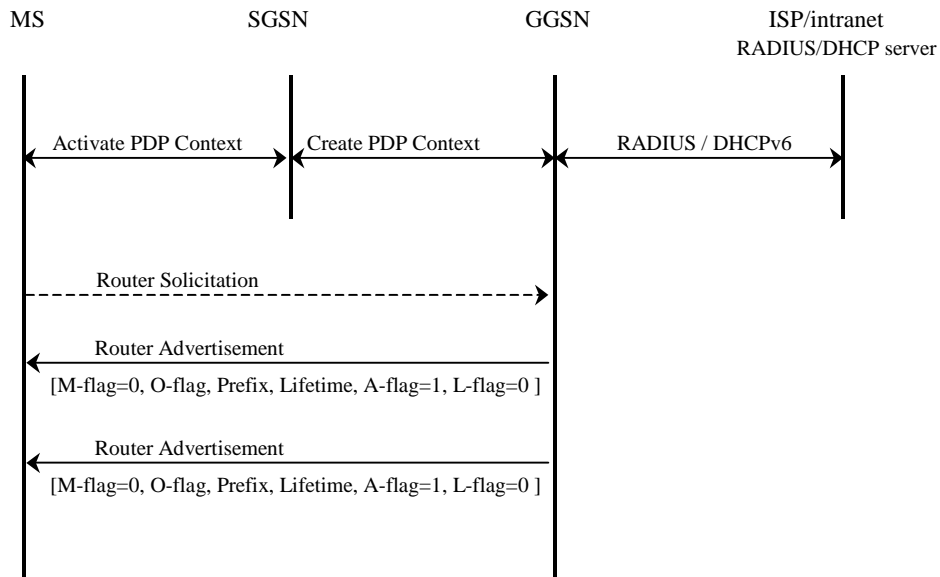 MS
SGSN
GGSN
ISP/intranet
RADIUS/DHCP server
Activate PDP Context
Create PDP Context
RADIUS / DHCPv6
Router Solicitation
Router Advertisement
[M-flag=0, O-flag, Prefix, Lifetime, A-flag=1, L-flag=0 ]
Router Advertisement
[M-flag=0, O-flag, Prefix, Lifetime, A-flag=1, L-flag=0 ]